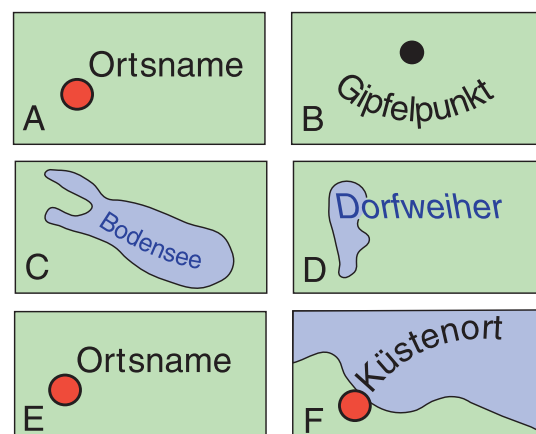 Ortsname
A
Gipfelpunkt
B
Bodensee
C
Dorfweiher
D
Ortsname
E
Küstenort
F